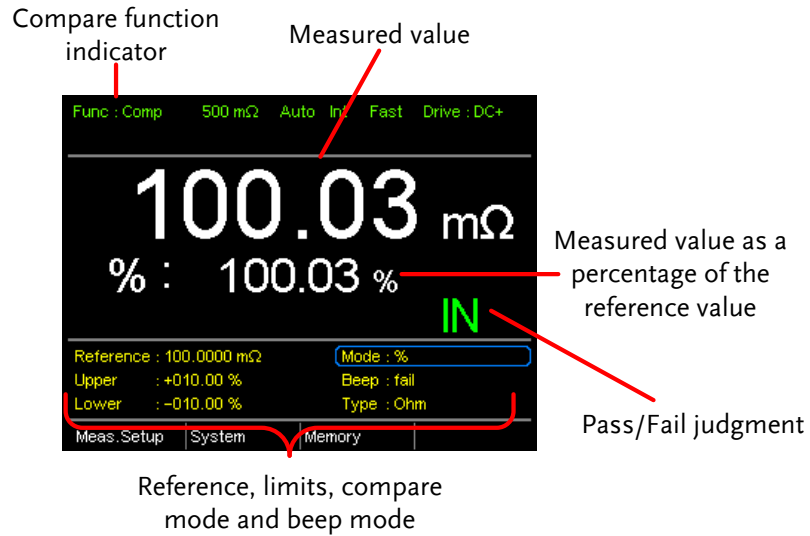 Compare function
indicator
Measured value
Func : Comp 500 mΩ Auto Int Fast Drive : DC+
100.03 mΩ
% : 100.03 %
Measured value as a
percentage of the
reference value
IN
Reference : 100.0000 mΩ Mode : %
Upper : +010.00 % Beep : fail
Lower : -010.00 % Type : Ohm
Pass/Fail judgment
Meas.Setup System Memory
Reference, limits, compare
mode and beep mode